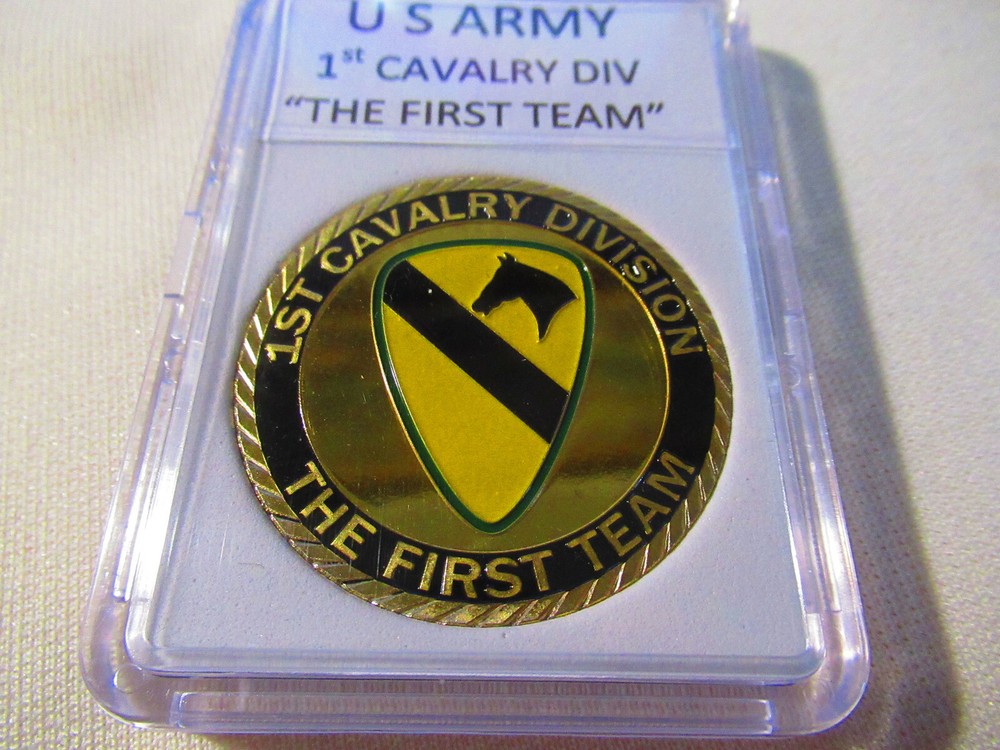 U S ARMY
1st CAVALRY DIV
“THE FIRST TEAM”
1ST CAVALRY DIVISION
THE FIRST TEAM